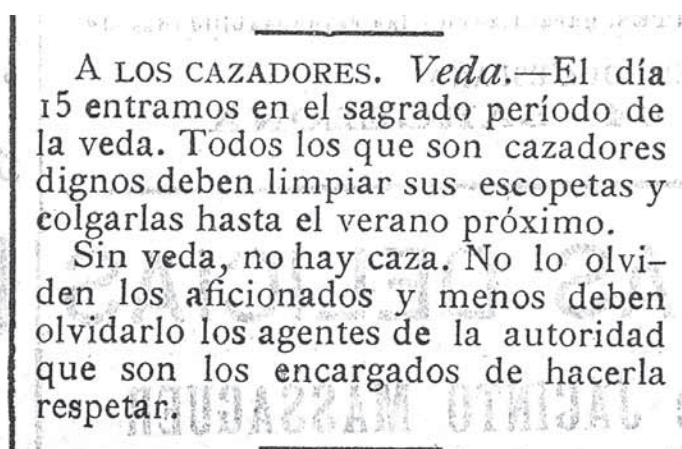 A LOS CAZADORES. Veda.—El día
15 entramos en el sagrado período de
la veda. Todos los que son cazadores
dignos deben limpiar sus escopetas y
colgarlas hasta el verano próximo.
Sin veda, no hay caza. No lo olvi-
den los aficionados y menos deben
olvidarlo los agentes de la autoridad
que son los encargados de hacerla
respetar.